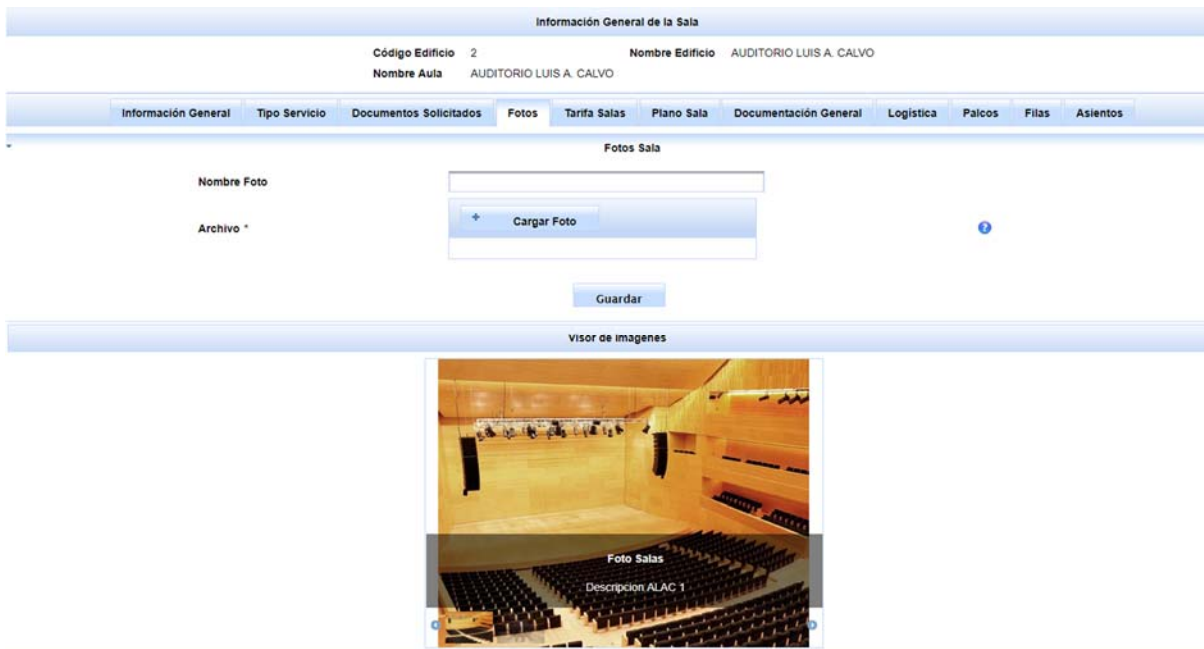 Información General de la Sala
Código Edificio 2 Nombre Edificio AUDITORIO LUIS A. CALVO
Nombre Aula AUDITORIO LUIS A. CALVO
Información General Tipo Servicio Documentos Solicitados Fotos Tarifa Salas Plano Sala Documentación General Logística Palcos Filas Asientos
Fotos Sala
Nombre Foto
Archivo * + Cargar Foto ?
Guardar
Visor de Imagenes
Foto Salas
Descripcion ALAC 1